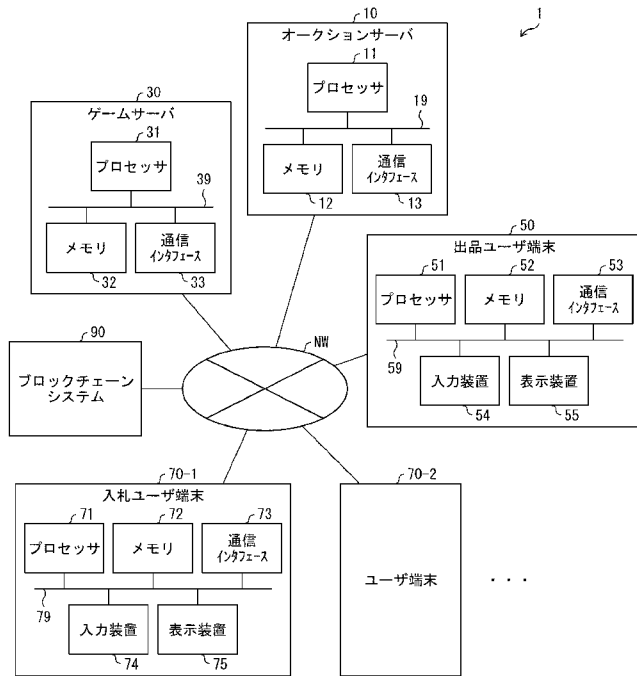 1
10
オークションサーバ
11
プロセッサ
19
メモリ
12
通信
インタフェース
13
30
ゲームサーバ
31
プロセッサ
39
メモリ
32
通信
インタフェース
33
50
出品ユーザ端末
51
プロセッサ
52
メモリ
53
通信
インタフェース
59
入力装置
54
表示装置
55
90
ブロックチェーン
システム
NW
70-1
入札ユーザ端末
71
プロセッサ
72
メモリ
73
通信
インタフェース
79
入力装置
74
表示装置
75
70-2
ユーザ端末
・・・